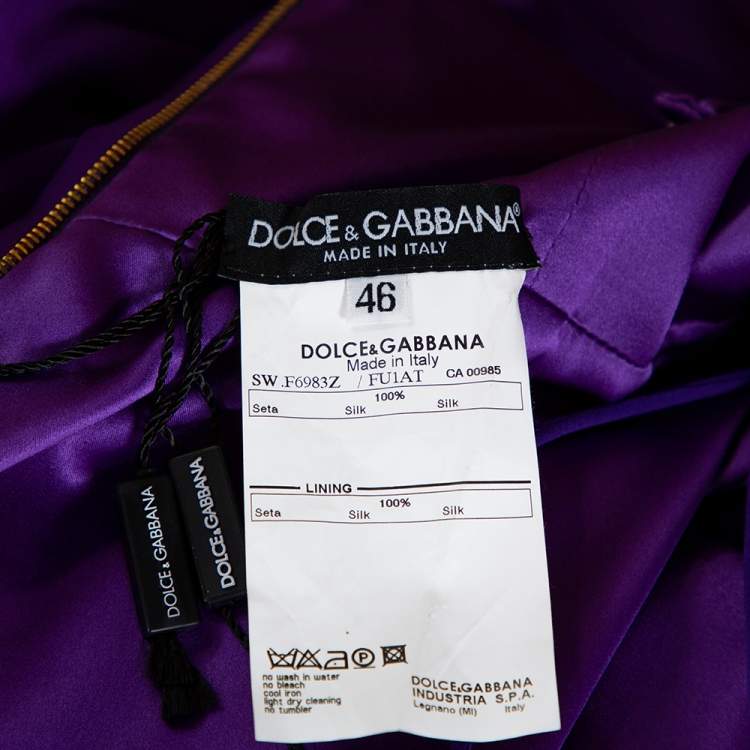 DOLCE & GABBANA®
MADE IN ITALY
46
DOLCE&GABBANA
Made in Italy
SW.F6983Z / FU1AT CA 00985
100%
Seta Silk Silk
LINING
100%
Seta Silk Silk
no wash in water
no bleach
cool iron
light dry cleaning
no tumbler
P
DOLCE&GABBANA
INDUSTRIA S.P.A.
Legnano (MI) Italy
DOLCE & GABBANA
DOLCE & GABBANA